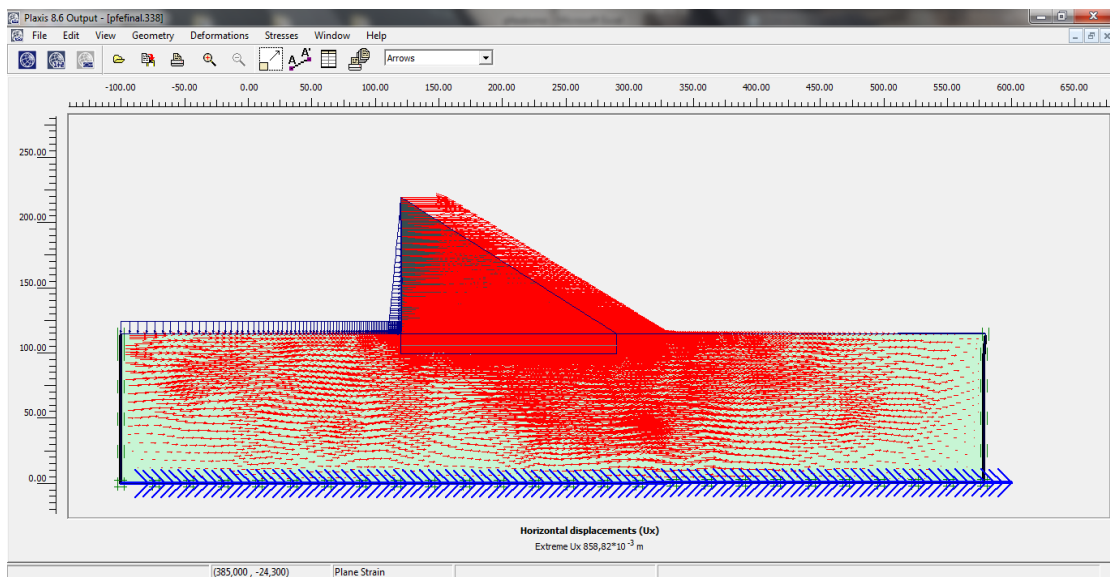 Plaxis 8.6 Output - [pfefinal.338]
File Edit View Geometry Deformations Stresses Window Help
Arrows
-100.00 -50.00 0.00 50.00 100.00 150.00 200.00 250.00 300.00 350.00 400.00 450.00 500.00 550.00 600.00 650.00
250.00
200.00
150.00
100.00
50.00
0.00
Horizontal displacements (Ux)
Extreme Ux 858,82*10 -3 m
(385,000 , -24,300) Plane Strain